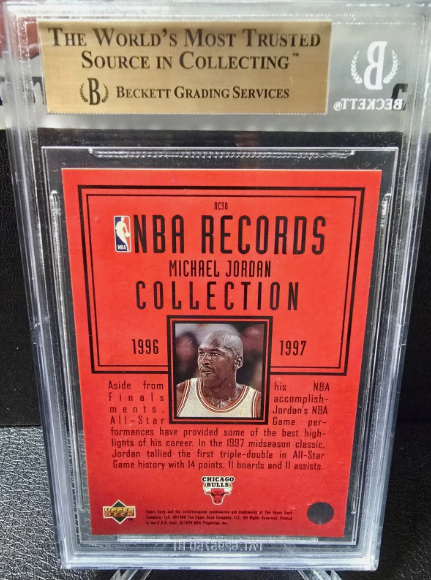 THE WORLD'S MOST TRUSTED
SOURCE IN COLLECTING™
B BECKETT GRADING SERVICES
B
BECKETT
RC30
NBA RECORDS
MICHAEL JORDAN
COLLECTION
1996 1997
Aside from his NBA
Finals accomplish-
ments, Jordan's NBA
All-Star Game per-
formances have provided some of the best high-
lights of his career. In the 1997 midseason classic,
Jordan tallied the first triple-double in All-Star
Game history with 14 points, 11 boards and 11 assists.
CHICAGO
BULLS
UPPER DECK